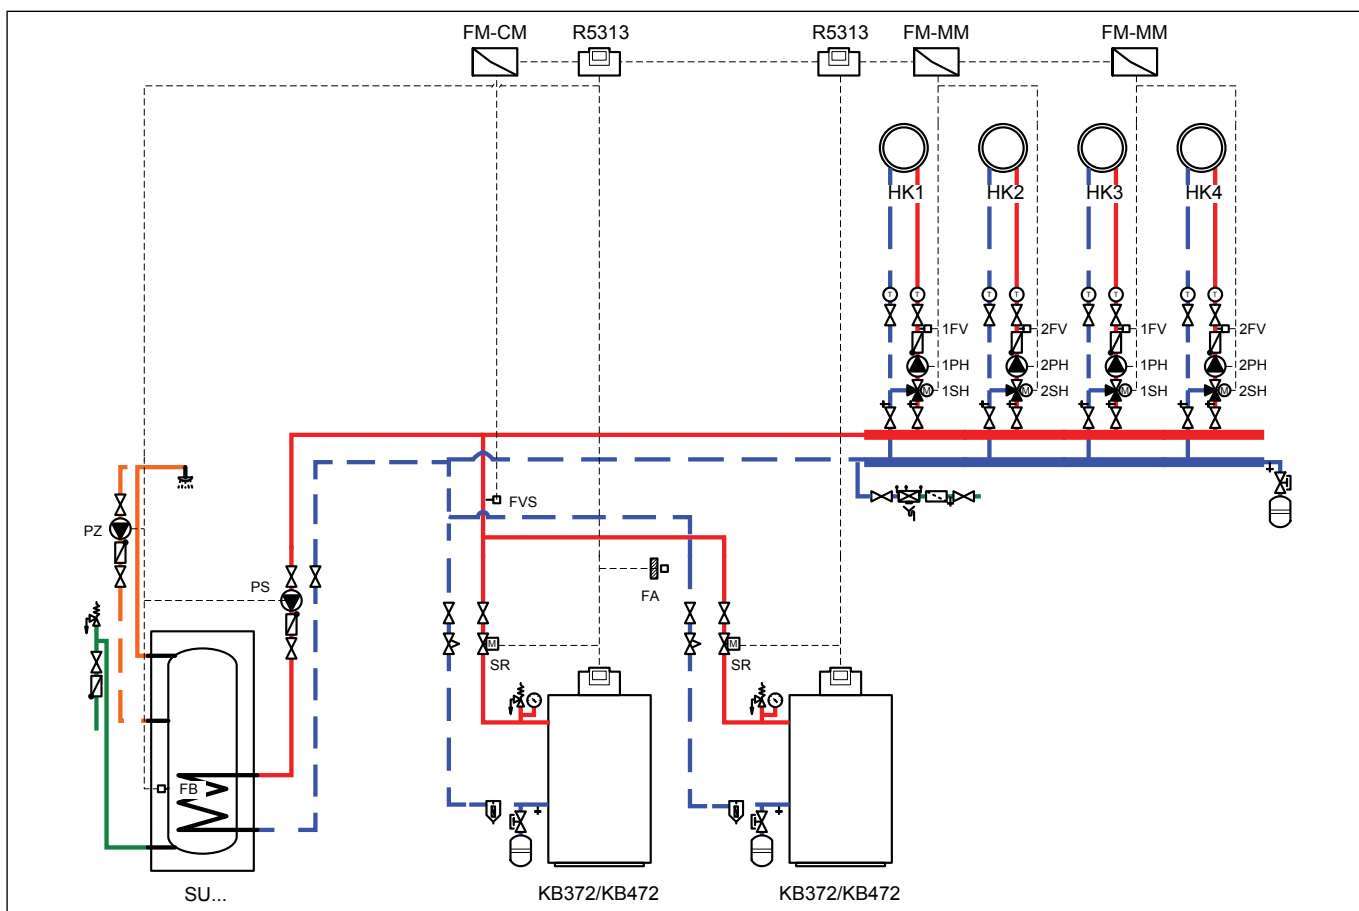 FM-CM R5313 R5313 FM-MM FM-MM
HK1 HK2 HK3 HK4
T T T T T T T T
1FV 2FV 1FV 2FV
1PH 2PH 1PH 2PH
M 1SH M 2SH M 1SH M 2SH
FVS
PZ
PS
FA
M M
SR SR
FB
SU...
KB372/KB472 KB372/KB472